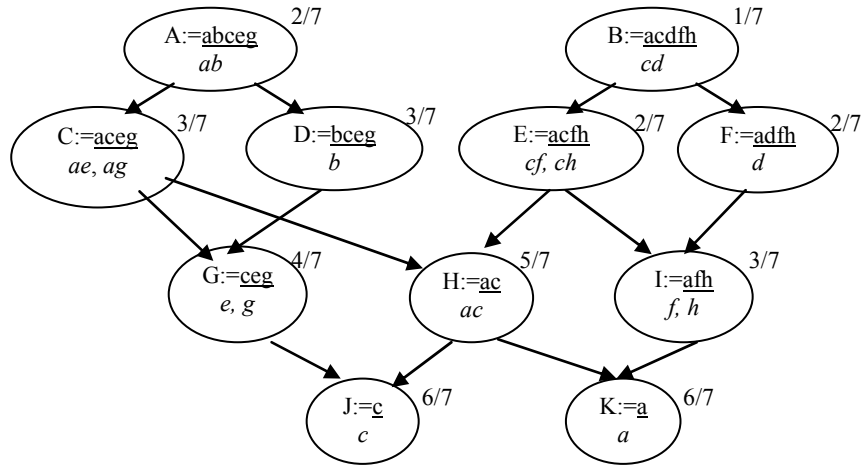 A:=abceg 2/7
ab
B:=acdfh 1/7
cd
C:=aceg 3/7
ae, ag
D:=bceg 3/7
b
E:=acfh 2/7
cf, ch
F:=adfh 2/7
d
G:=ceg 4/7
e, g
H:=ac 5/7
ac
I:=afh 3/7
f, h
J:=c 6/7
c
K:=a 6/7
a